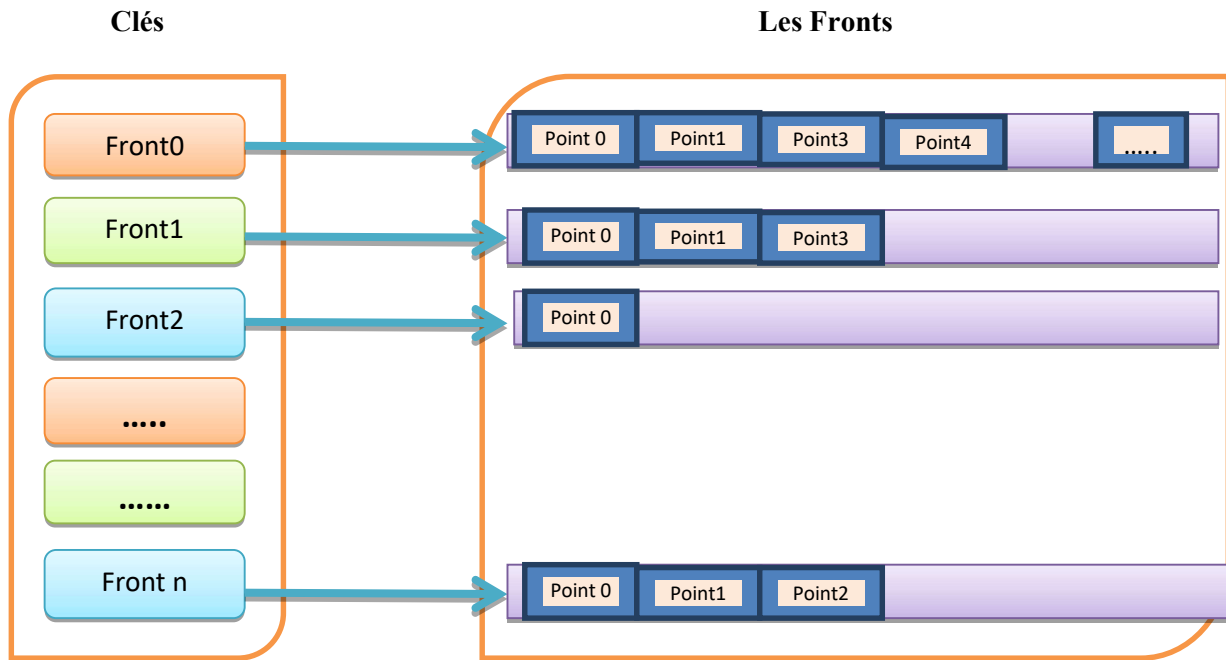 Clés Les Fronts
Front0 Point 0 Point1 Point3 Point4 .....
Front1 Point 0 Point1 Point3
Front2 Point 0
.....
......
Front n Point 0 Point1 Point2